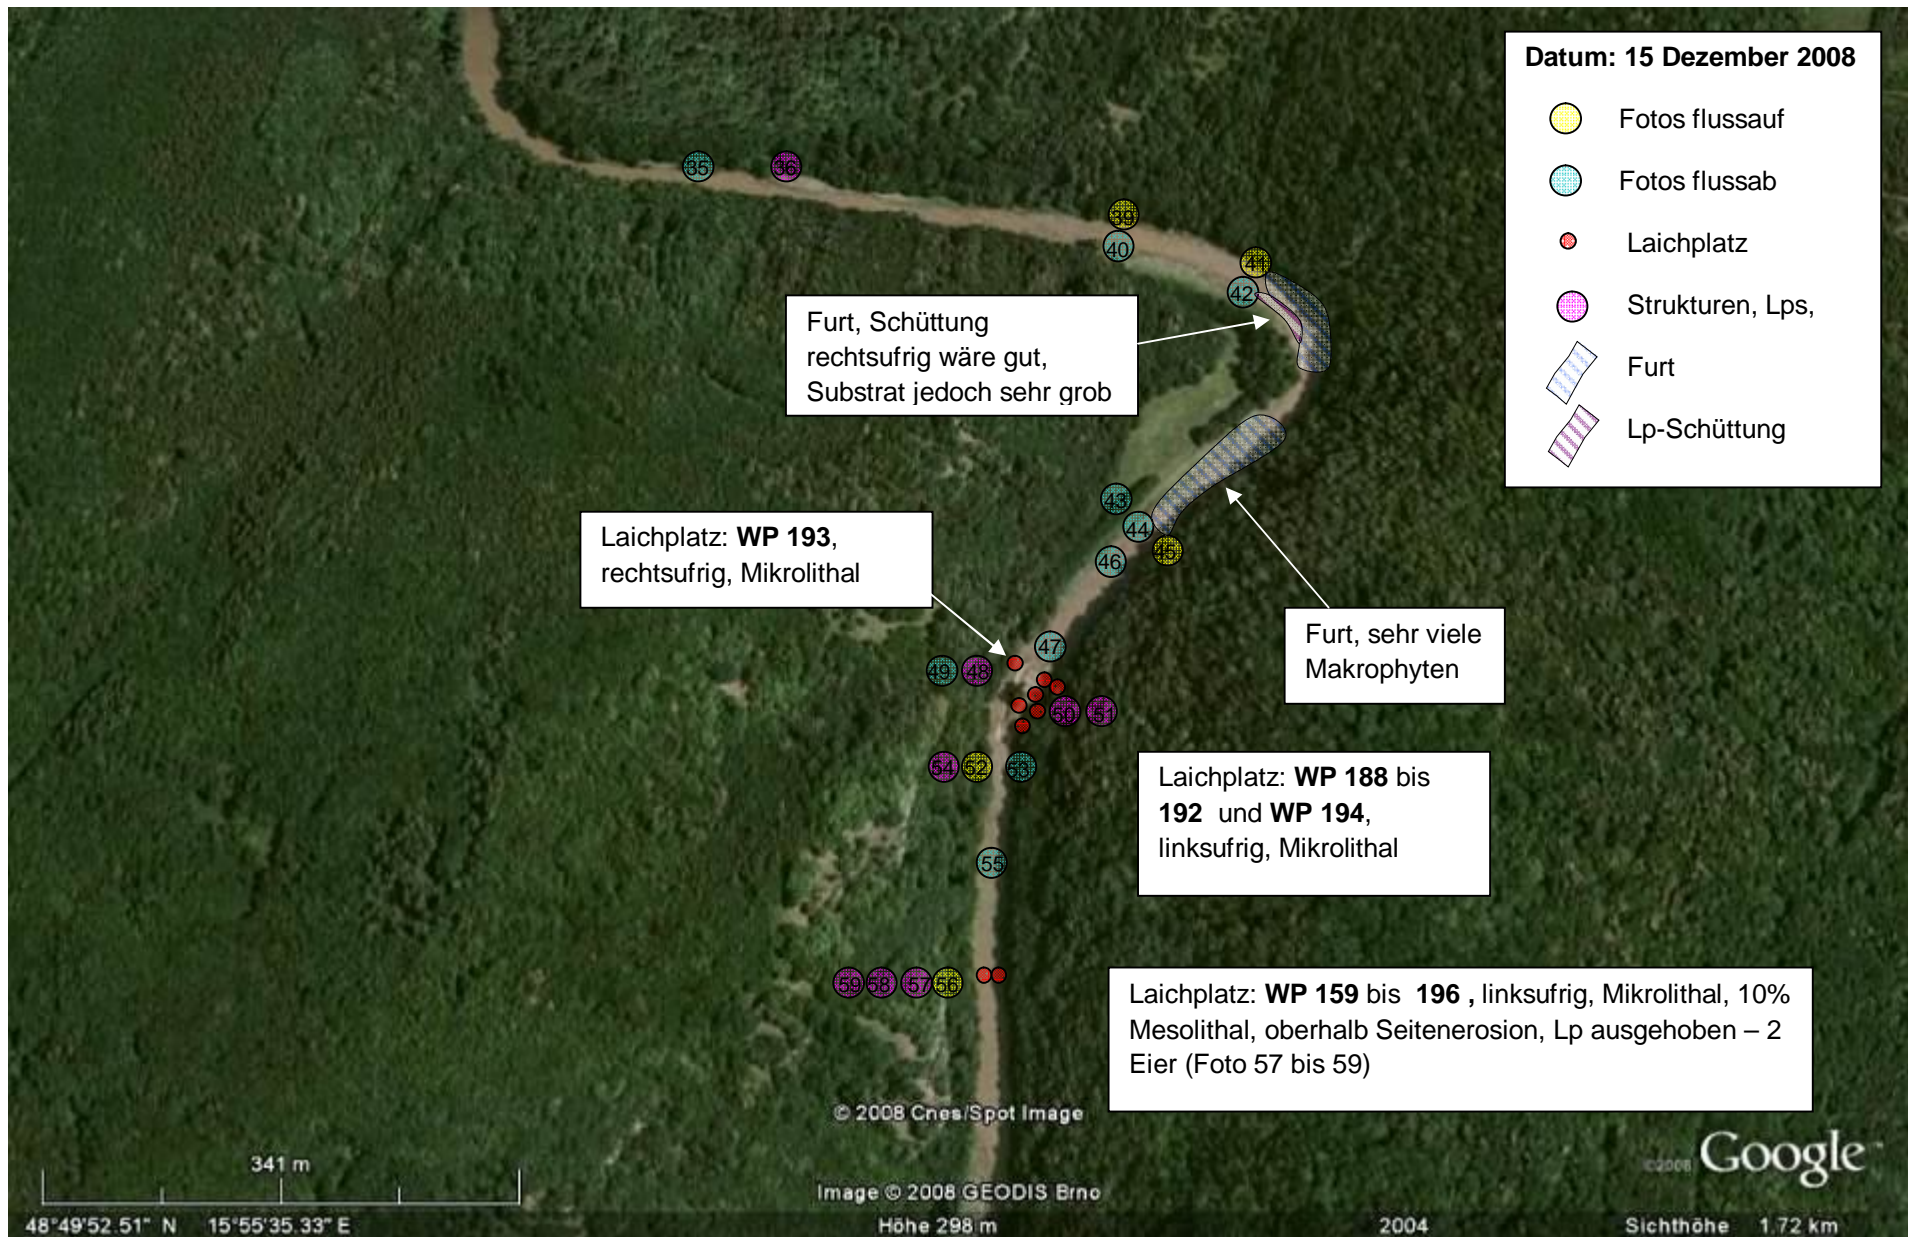 Datum: 15 Dezember 2008
Fotos flussauf
Fotos flussab
Laichplatz
Strukturen, Lps,
Furt
Lp-Schüttung
35
36
40
41
42
Furt, Schüttung
rechtsufrig wäre gut,
Substrat jedoch sehr grob
43
44
45
46
Laichplatz: WP 193,
rechtsufrig, Mikrolithal
Furt, sehr viele
Makrophyten
47
49
48
50
51
54
52
53
Laichplatz: WP 188 bis
192 und WP 194,
linksufrig, Mikrolithal
55
59
58
57
56
Laichplatz: WP 159 bis 196 , linksufrig, Mikrolithal, 10%
Mesolithal, oberhalb Seitenerosion, Lp ausgehoben – 2
Eier (Foto 57 bis 59)
© 2008 Cnes/Spot Image
341 m
©2008 Google™
Image © 2008 GEODIS Brno
48°49'52.51" N 15°55'35.33" E
Höhe 298 m
2004
Sichthöhe 1.72 km